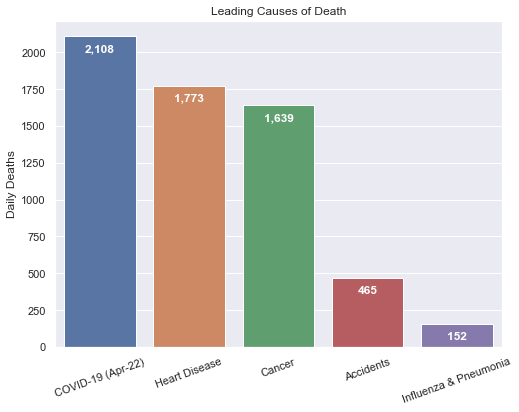 Leading Causes of Death
Daily Deaths
2000
1750
1500
1250
1000
750
500
250
0
2,108
1,773
1,639
465
152
COVID-19 (Apr-22)
Heart Disease
Cancer
Accidents
Influenza & Pneumonia